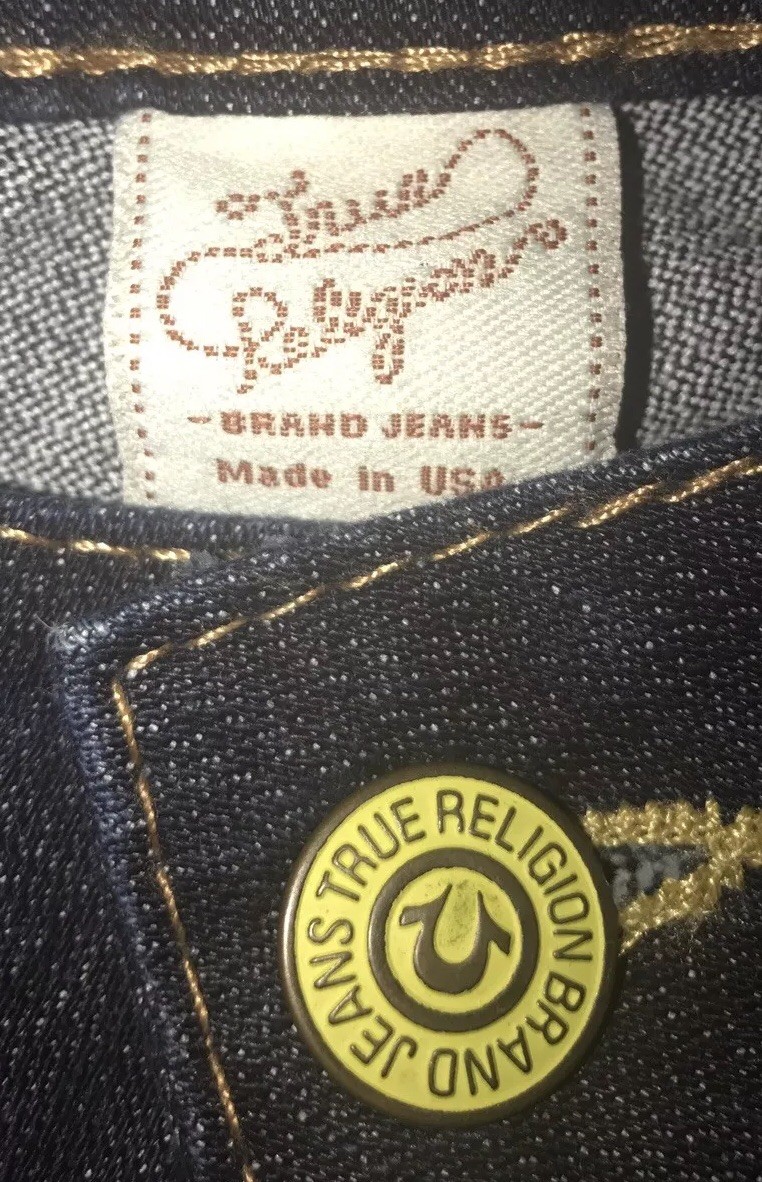 True
Religion
-BRAND JEANS-
Made in USA
TRUE RELIGION BRAND JEANS